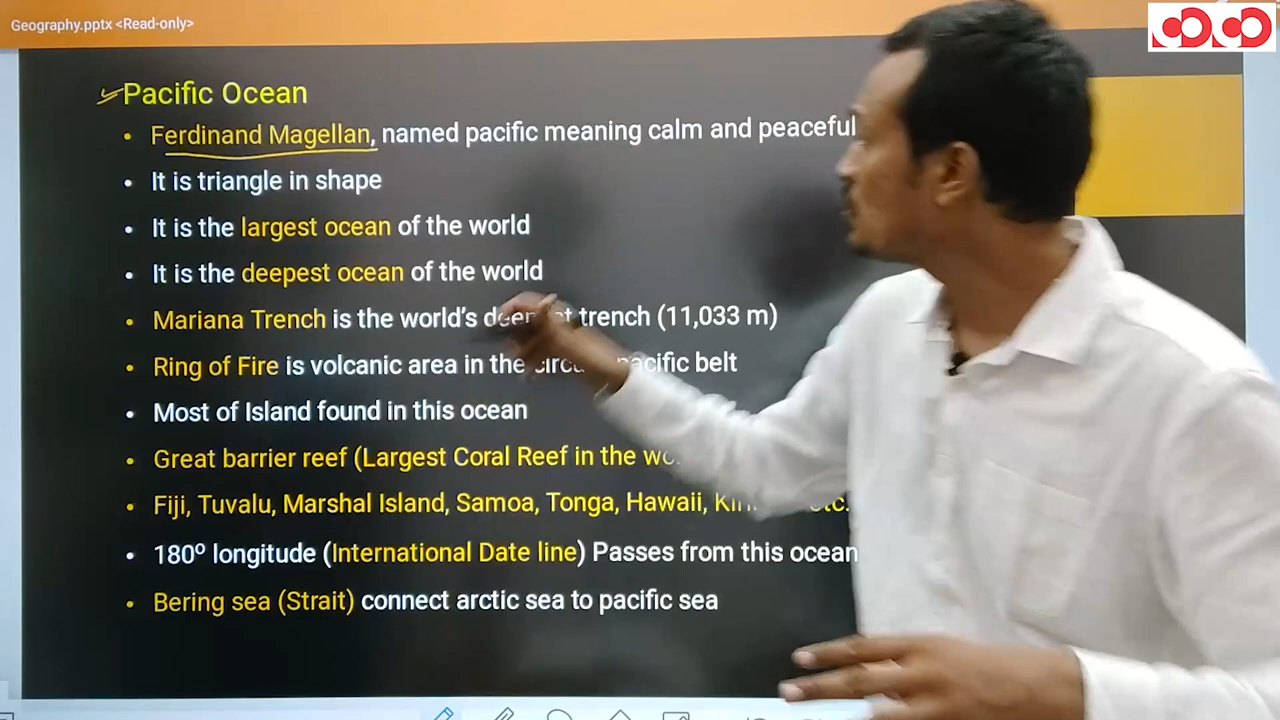 Geography.pptx <Read-only>
Pacific Ocean
• Ferdinand Magellan, named pacific meaning calm and peaceful
• It is triangle in shape
• It is the largest ocean of the world
• It is the deepest ocean of the world
• Mariana Trench is the world's trench (11,033 m)
• Ring of Fire is volcanic area in the pacific belt
• Most of Island found in this ocean
• Great barrier reef (Largest Coral Reef in the
• Fiji, Tuvalu, Marshal Island, Samoa, Tonga, Hawaii, etc.
• 180º longitude (International Date line) Passes from this ocean
• Bering sea (Strait) connect arctic sea to pacific sea